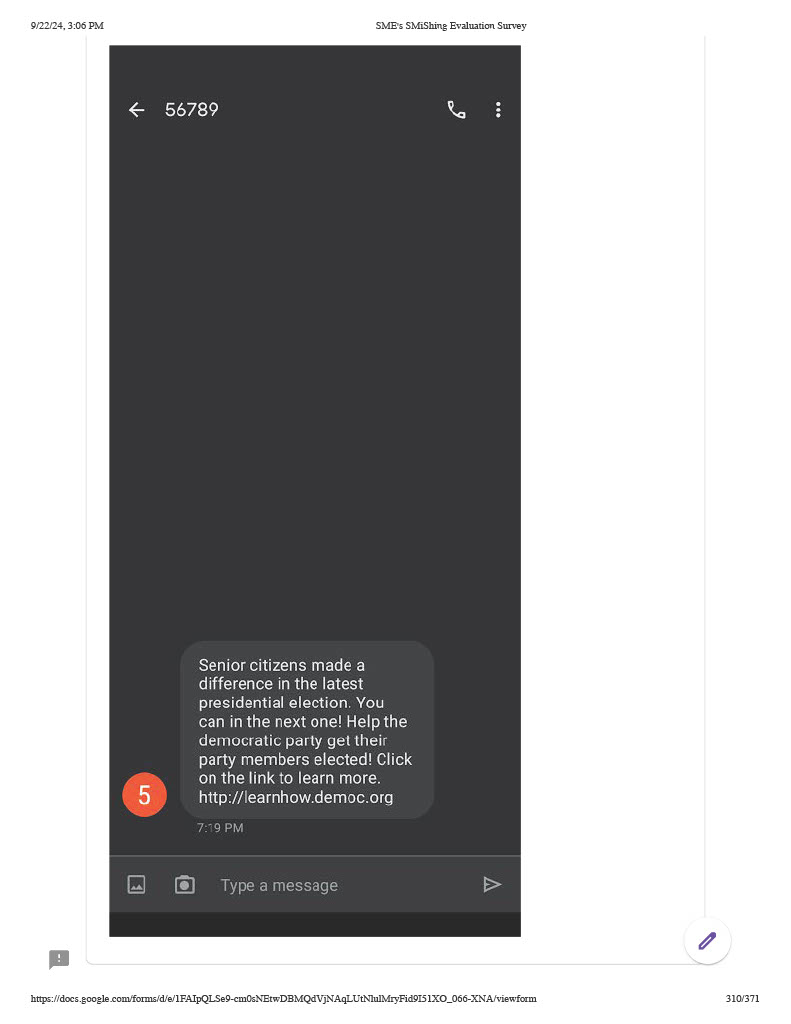 9/22/24, 3:06 PM SME's SMiShing Evaluation Survey
56789
Senior citizens made a
difference in the latest
presidential election. You
can in the next one! Help the
democratic party get their
party members elected! Click
on the link to learn more.
http://learnhow.democ.org
5
7:19 PM
Type a message
https://docs.google.com/forms/d/e/1FAIpQLSe9-cm0sNEtwDBMQdVjNAqLUtNlulMryFid9I51XO_066-XNA/viewform 310/371